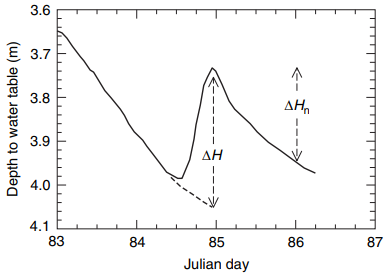 Depth to water table (m)
3.6
3.7
3.8
3.9
4.0
4.1
ΔH
ΔHn
83
84
85
86
87
Julian day